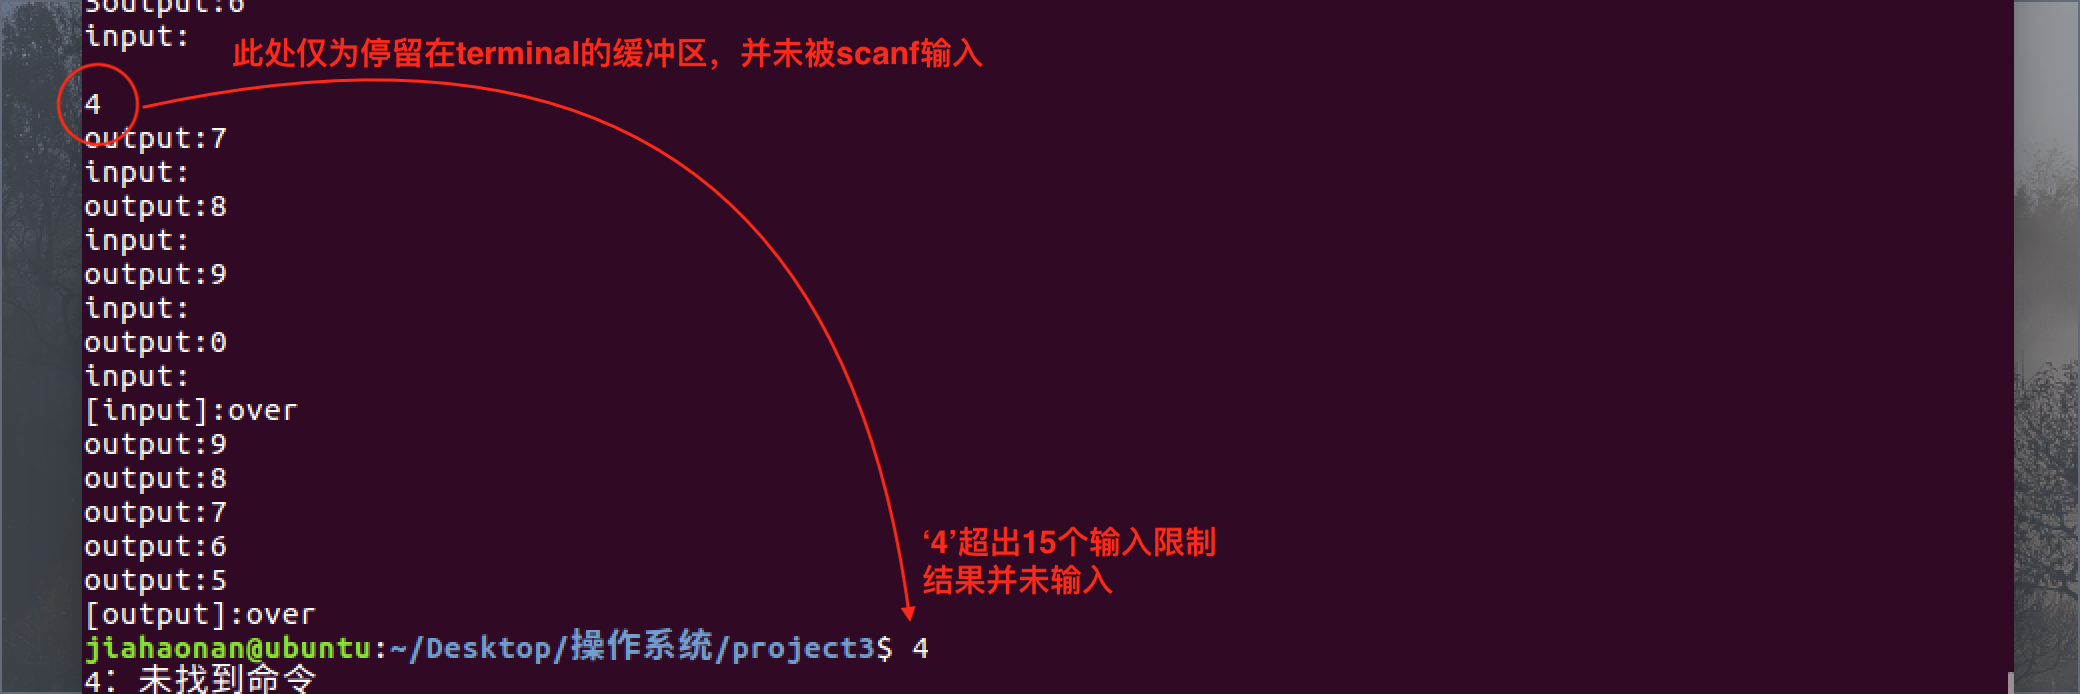 3output:6
input:
此处仅为停留在terminal的缓冲区，并未被scanf输入
4
output:7
input:
output:8
input:
output:9
input:
output:0
input:
[input]:over
output:9
output:8
output:7
output:6
output:5
[output]:over
‘4’超出15个输入限制
结果并未输入
jiahaonan@ubuntu:~/Desktop/操作系统/project3$ 4
4：未找到命令